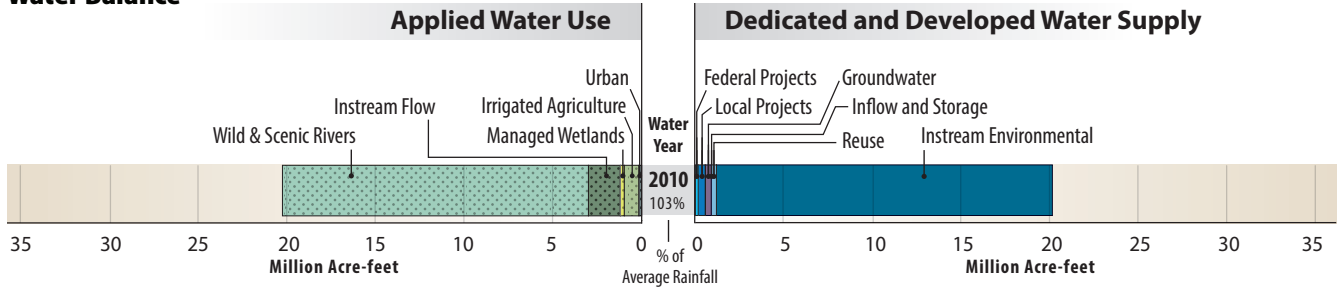 Water Balance
Applied Water Use
Dedicated and Developed Water Supply
Urban
Federal Projects
Groundwater
Instream Flow
Irrigated Agriculture
Local Projects
Inflow and Storage
Wild & Scenic Rivers
Managed Wetlands
Water
Year
Reuse
Instream Environmental
2010
103%
35 30 25 20 15 10 5 0
0 5 10 15 20 25 30 35
Million Acre-feet
% of
Average Rainfall
Million Acre-feet